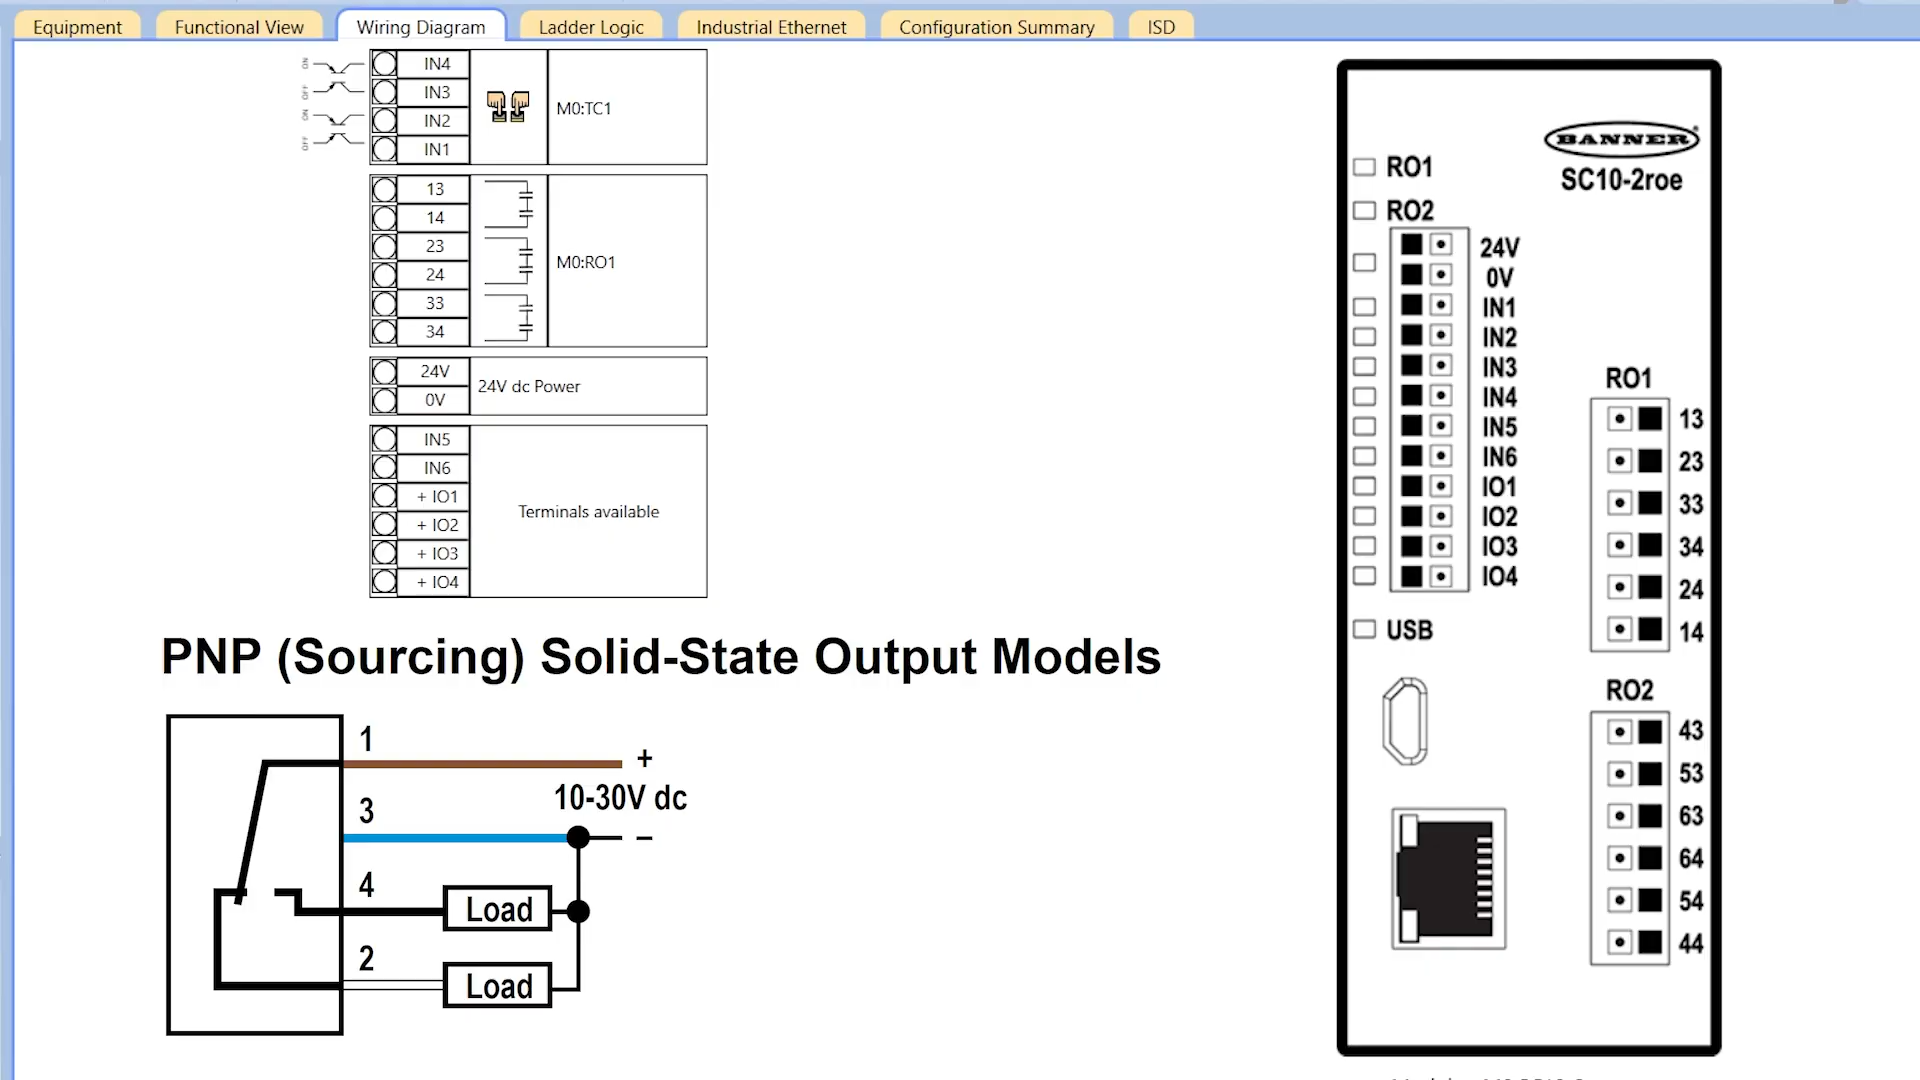 Equipment Functional View Wiring Diagram Ladder Logic Industrial Ethernet Configuration Summary ISD
ON
OFF
ON
OFF
IN4
IN3
IN2
IN1
M0:TC1
13
14
23
24
33
34
M0:RO1
24V
0V
24V dc Power
IN5
IN6
+ IO1
+ IO2
+ IO3
+ IO4
Terminals available
PNP (Sourcing) Solid-State Output Models
1
+
10-30V dc
3
−
4
Load
2
Load
BANNER
SC10-2roe
RO1
RO2
24V
0V
IN1
IN2
IN3
IN4
IN5
IN6
IO1
IO2
IO3
IO4
USB
RO1
13
23
33
34
24
14
RO2
43
53
63
64
54
44